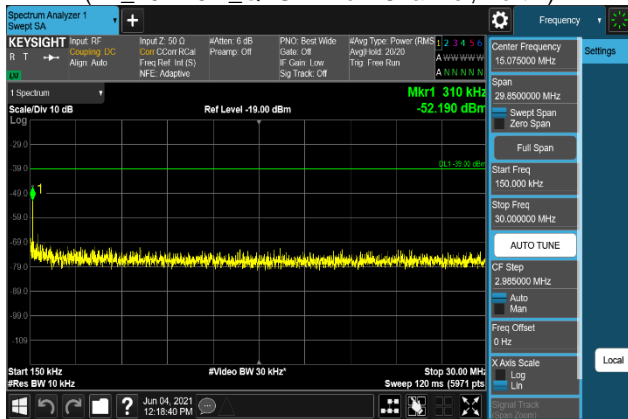 Spectrum Analyzer 1
Swept SA
Frequency
KEYSIGHT
R T
Input: RF
Coupling: DC
Align: Auto
Input Z: 50 Ω
Corr CCorr RCal
Freq Ref: Int (S)
NFE: Adaptive
#Atten: 6 dB
Preamp: Off
PNO: Best Wide
Gate: Off
IF Gain: Low
Sig Track: Off
#Avg Type: Power (RMS
Avg|Hold: 20/20
Trig: Free Run
1 2 3 4 5 6
A W W W W W
A N N N N N
LU
1 Spectrum
Scale/Div 10 dB
Log
Ref Level -19.00 dBm
Mkr1 310 kHz
-52.190 dBm
DL1 -39.00 dBm
1
-29.0
-39.0
-49.0
-59.0
-69.0
-79.0
-89.0
-99.0
-109
Start 150 kHz
#Res BW 10 kHz
#Video BW 30 kHz*
Stop 30.00 MHz
Sweep 120 ms (5971 pts
Center Frequency
15.075000 MHz
Span
29.8500000 MHz
Swept Span
Zero Span
Full Span
Start Freq
150.000 kHz
Stop Freq
30.000000 MHz
AUTO TUNE
CF Step
2.985000 MHz
Auto
Man
Freq Offset
0 Hz
X Axis Scale
Log
Lin
Signal Track
(Span Zoom)
Settings
Local
?
Jun 04, 2021
12:18:40 PM